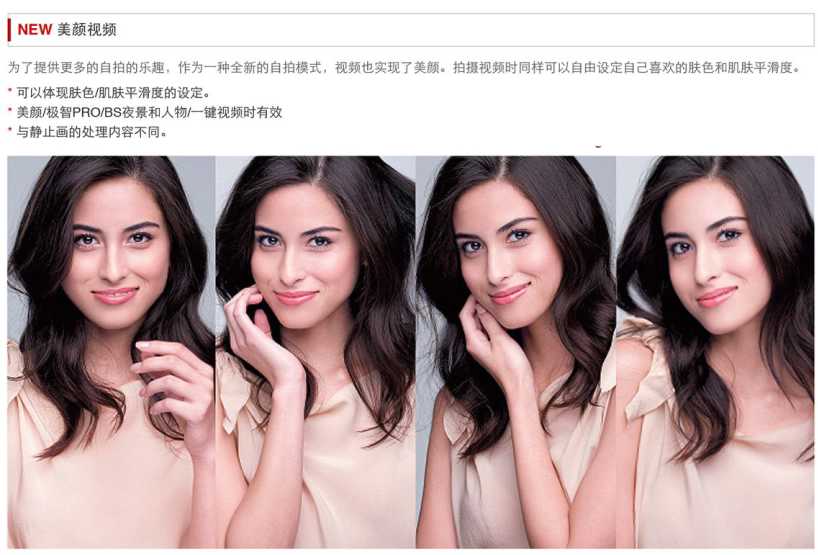 NEW 美颜视频
为了提供更多的自拍的乐趣，作为一种全新的自拍模式，视频也实现了美颜。拍摄视频时同样可以自由设定自己喜欢的肤色和肌肤平滑度。
* 可以体现肤色/肌肤平滑度的设定。
* 美颜/极智PRO/BS夜景和人物/一键视频时有效
* 与静止画的处理内容不同。